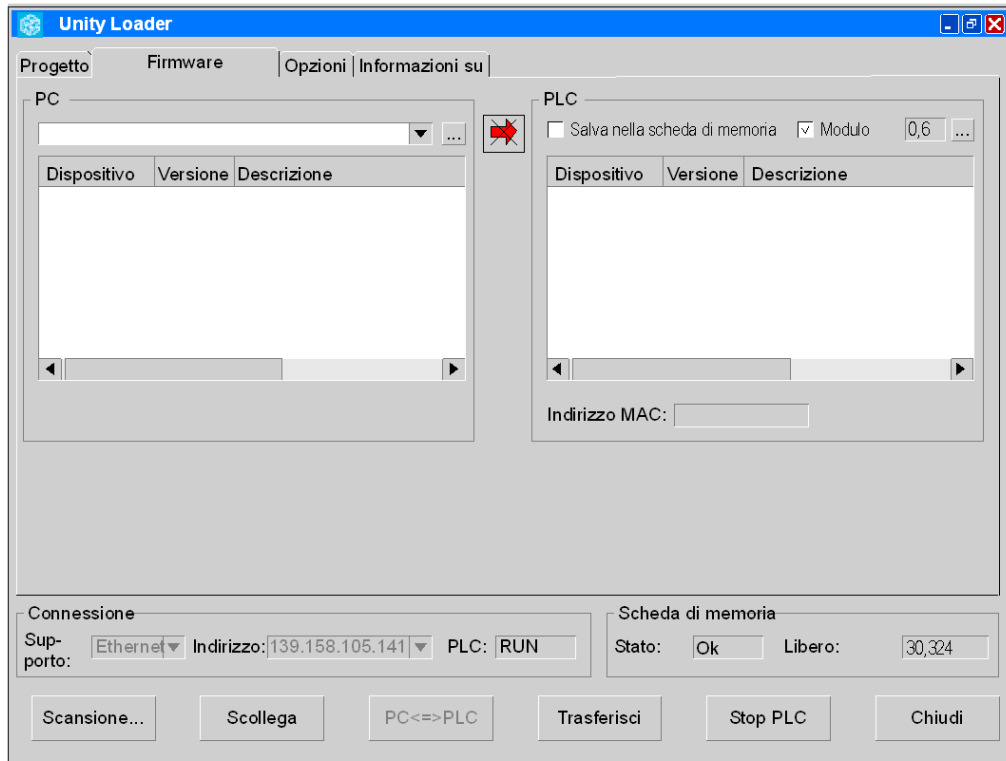 Unity Loader
Progetto Firmware Opzioni Informazioni su
PC PLC
... Salva nella scheda di memoria Modulo 0,6 ...
Dispositivo Versione Descrizione Dispositivo Versione Descrizione
Indirizzo MAC:
Connessione Scheda di memoria
Sup-
porto: Ethernet Indirizzo: 139.158.105.141 PLC: RUN Stato: Ok Libero: 30,324
Scansione... Scollega PC<=>PLC Trasferisci Stop PLC Chiudi